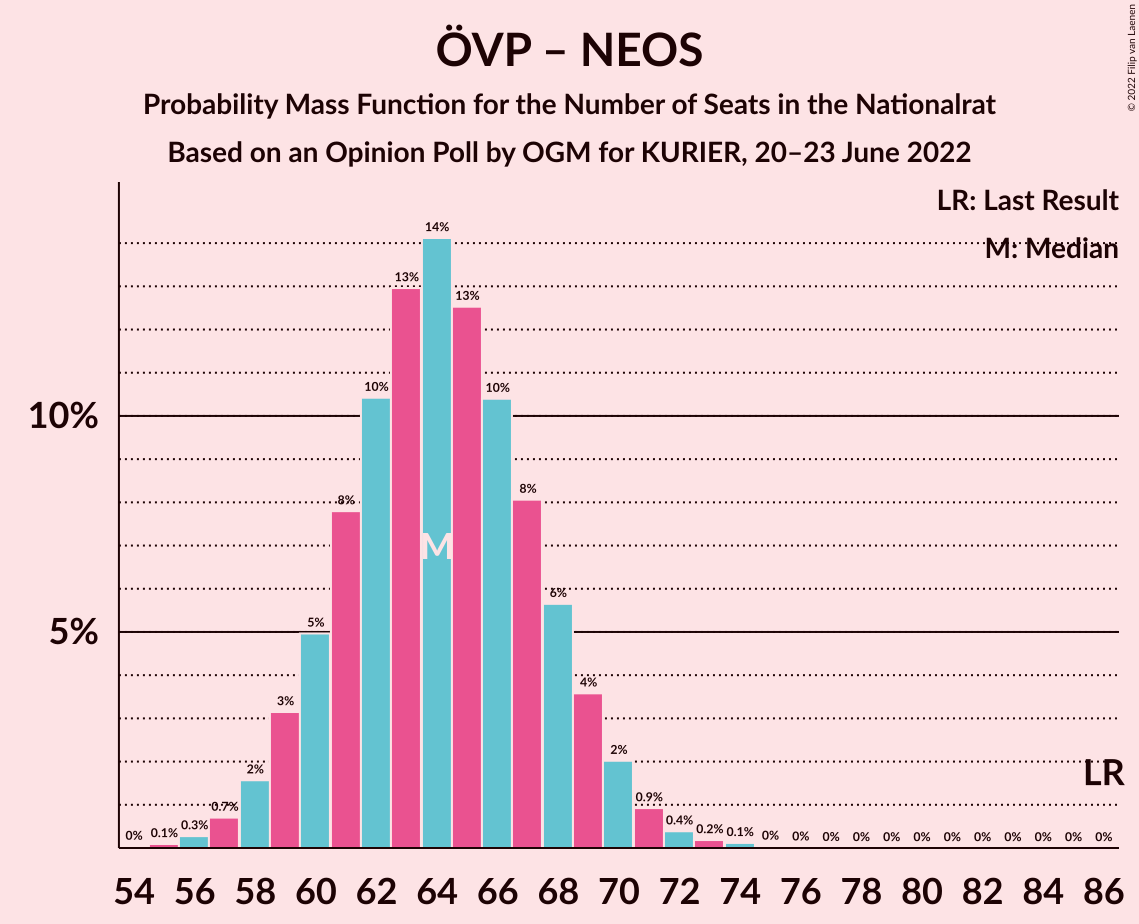 ÖVP – NEOS
Probability Mass Function for the Number of Seats in the Nationalrat
Based on an Opinion Poll by OGM for KURIER, 20–23 June 2022
© 2022 Filip van Laenen
LR: Last Result
M: Median
10%
5%
0% 0.1% 0.3% 0.7% 2% 3% 5% 8% 10% 13% 14% 13% 10% 8% 6% 4% 2% 0.9% 0.4% 0.2% 0.1% 0% 0% 0% 0% 0% 0% 0% 0% 0% 0% 0% 0%
M
LR
54 56 58 60 62 64 66 68 70 72 74 76 78 80 82 84 86